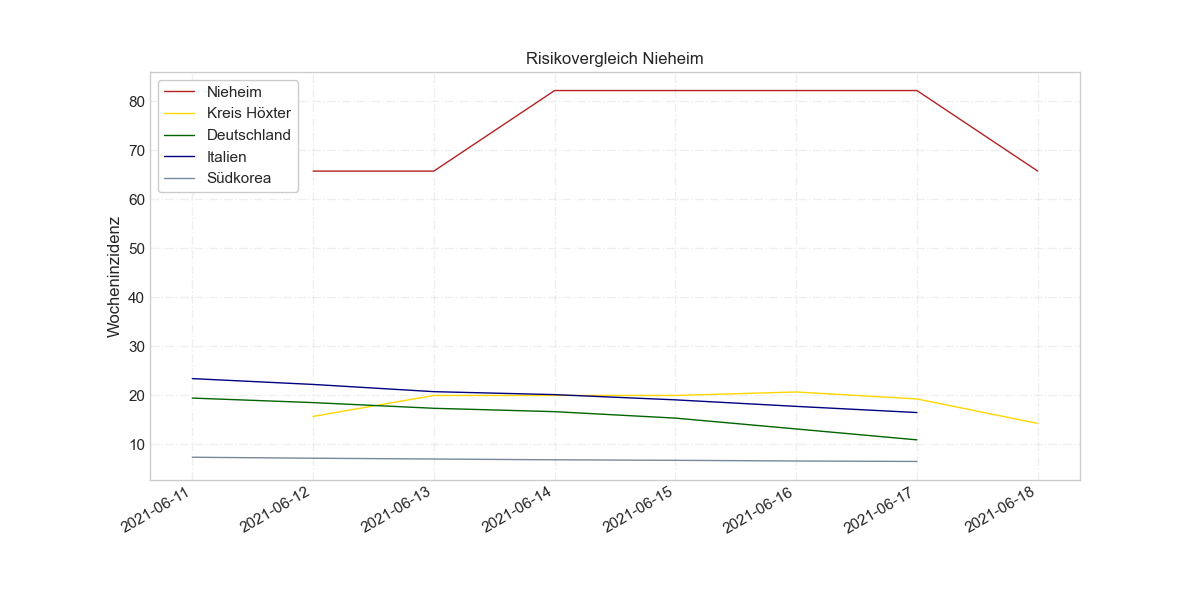 Risikovergleich Nieheim
Nieheim
Kreis Höxter
Deutschland
Italien
Südkorea
Wocheninzidenz
80
70
60
50
40
30
20
10
2021-06-11
2021-06-12
2021-06-13
2021-06-14
2021-06-15
2021-06-16
2021-06-17
2021-06-18